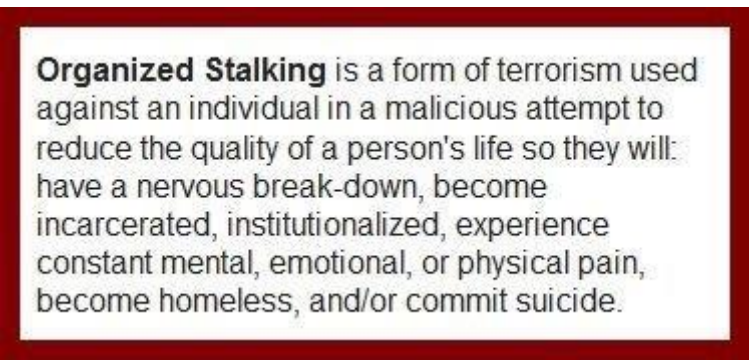 Organized Stalking is a form of terrorism used
against an individual in a malicious attempt to
reduce the quality of a person's life so they will:
have a nervous break-down, become
incarcerated, institutionalized, experience
constant mental, emotional, or physical pain,
become homeless, and/or commit suicide.